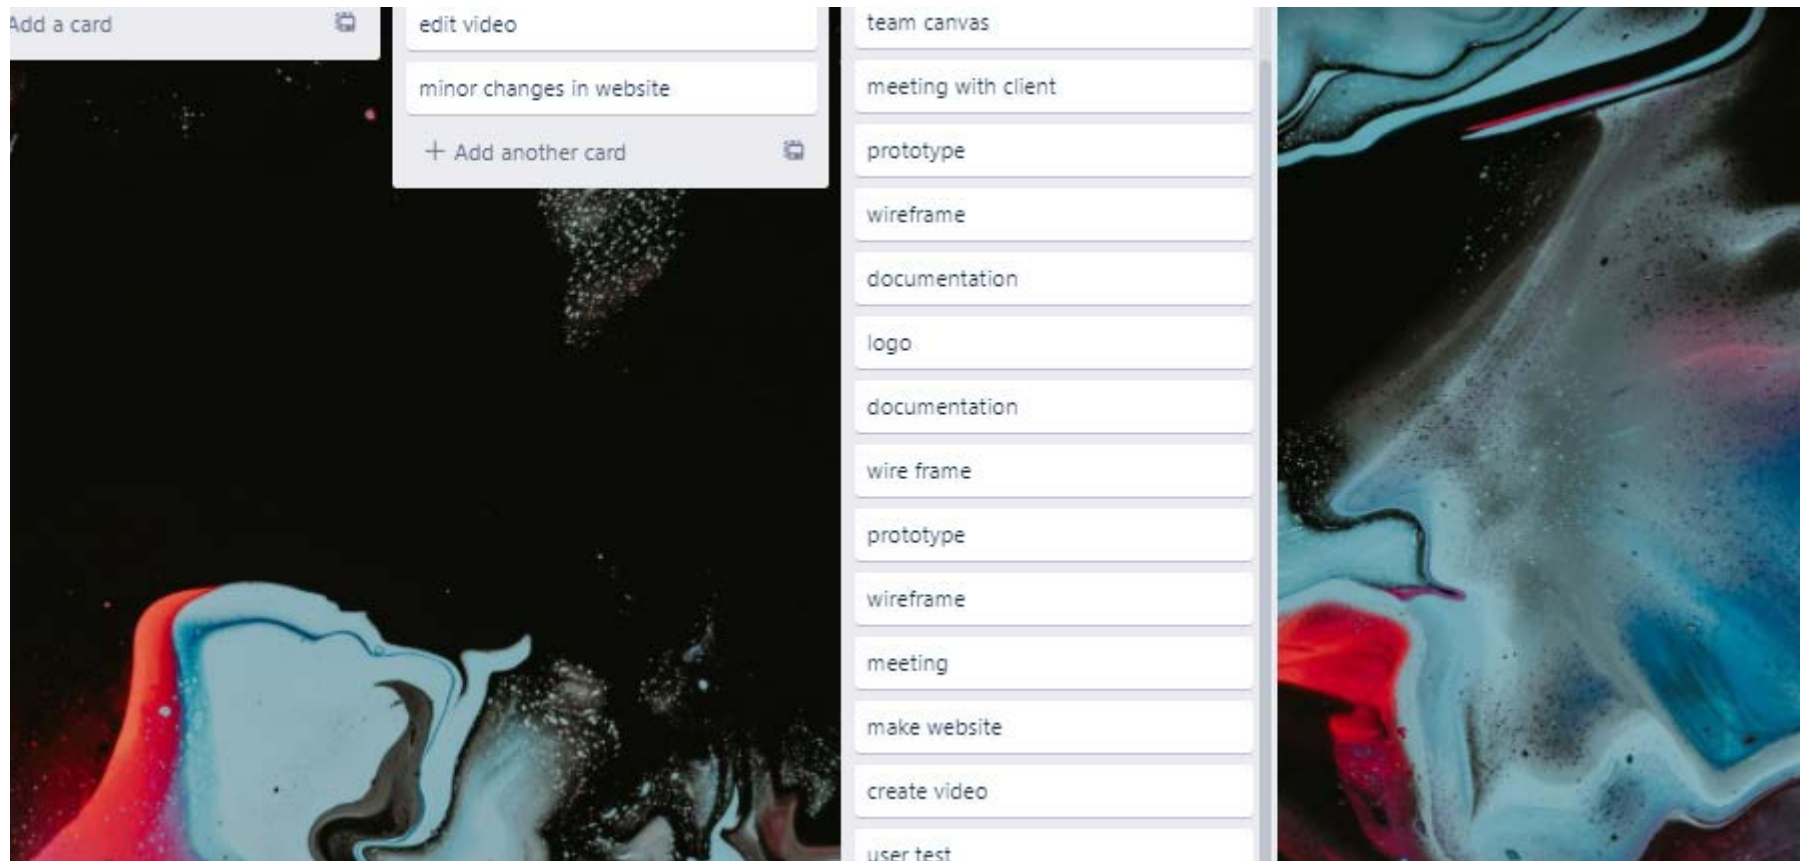 Add a card
edit video
minor changes in website
+ Add another card
team canvas
meeting with client
prototype
wireframe
documentation
logo
documentation
wire frame
prototype
wireframe
meeting
make website
create video
user test